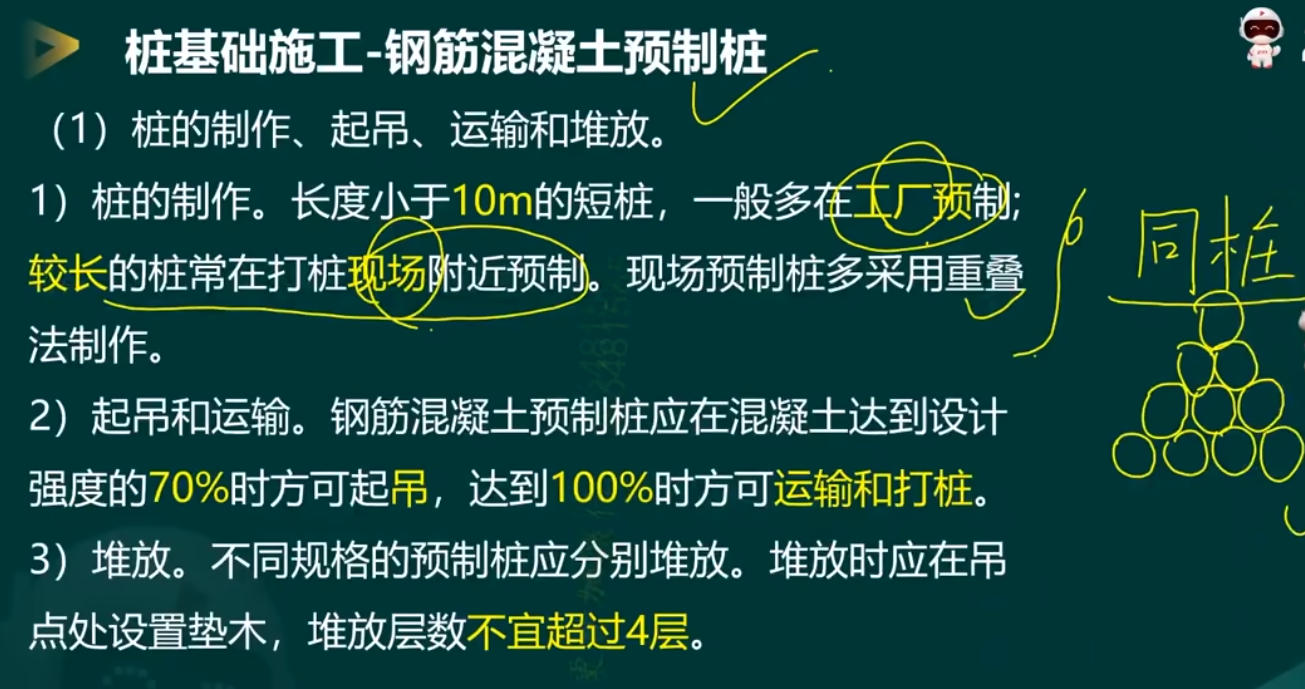 桩基础施工-钢筋混凝土预制桩
（1）桩的制作、起吊、运输和堆放。
1）桩的制作。长度小于10m的短桩，一般多在工厂预制;
较长的桩常在打桩现场附近预制。现场预制桩多采用重叠
法制作。
同桩
2）起吊和运输。钢筋混凝土预制桩应在混凝土达到设计
强度的70%时方可起吊，达到100%时方可运输和打桩。
3）堆放。不同规格的预制桩应分别堆放。堆放时应在吊
点处设置垫木，堆放层数不宜超过4层。